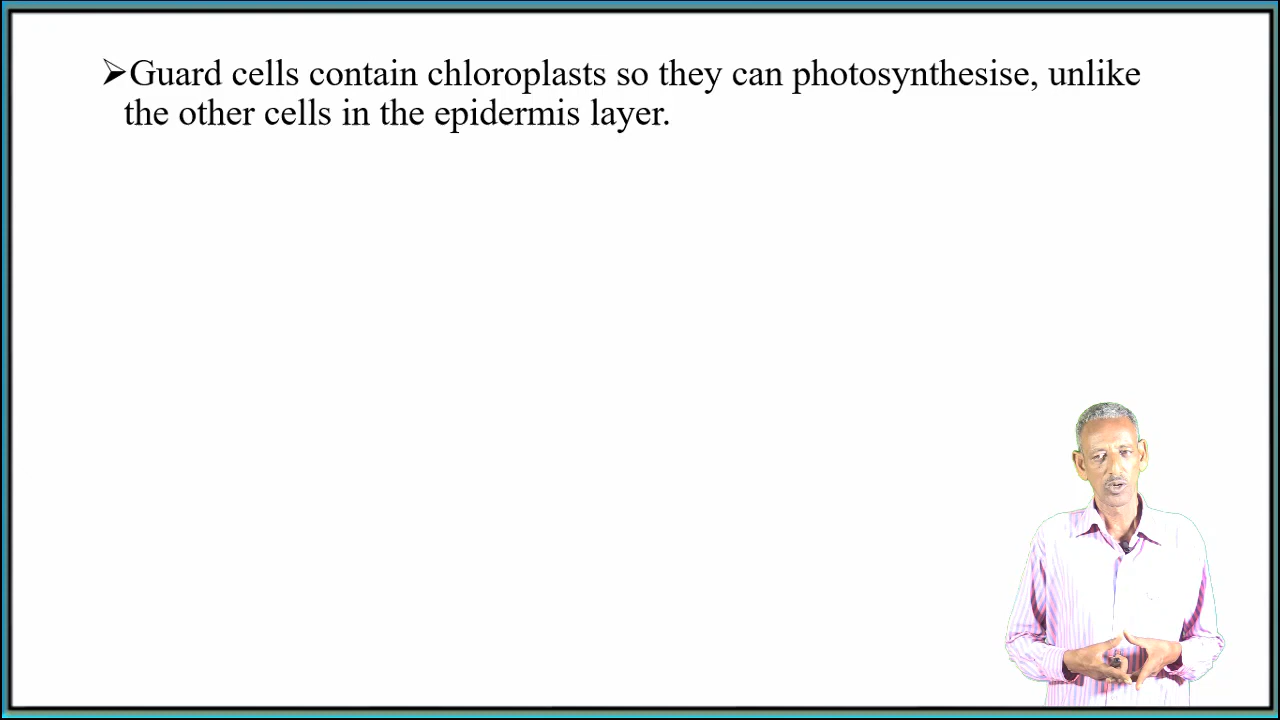 ➢Guard cells contain chloroplasts so they can photosynthesise, unlike
the other cells in the epidermis layer.